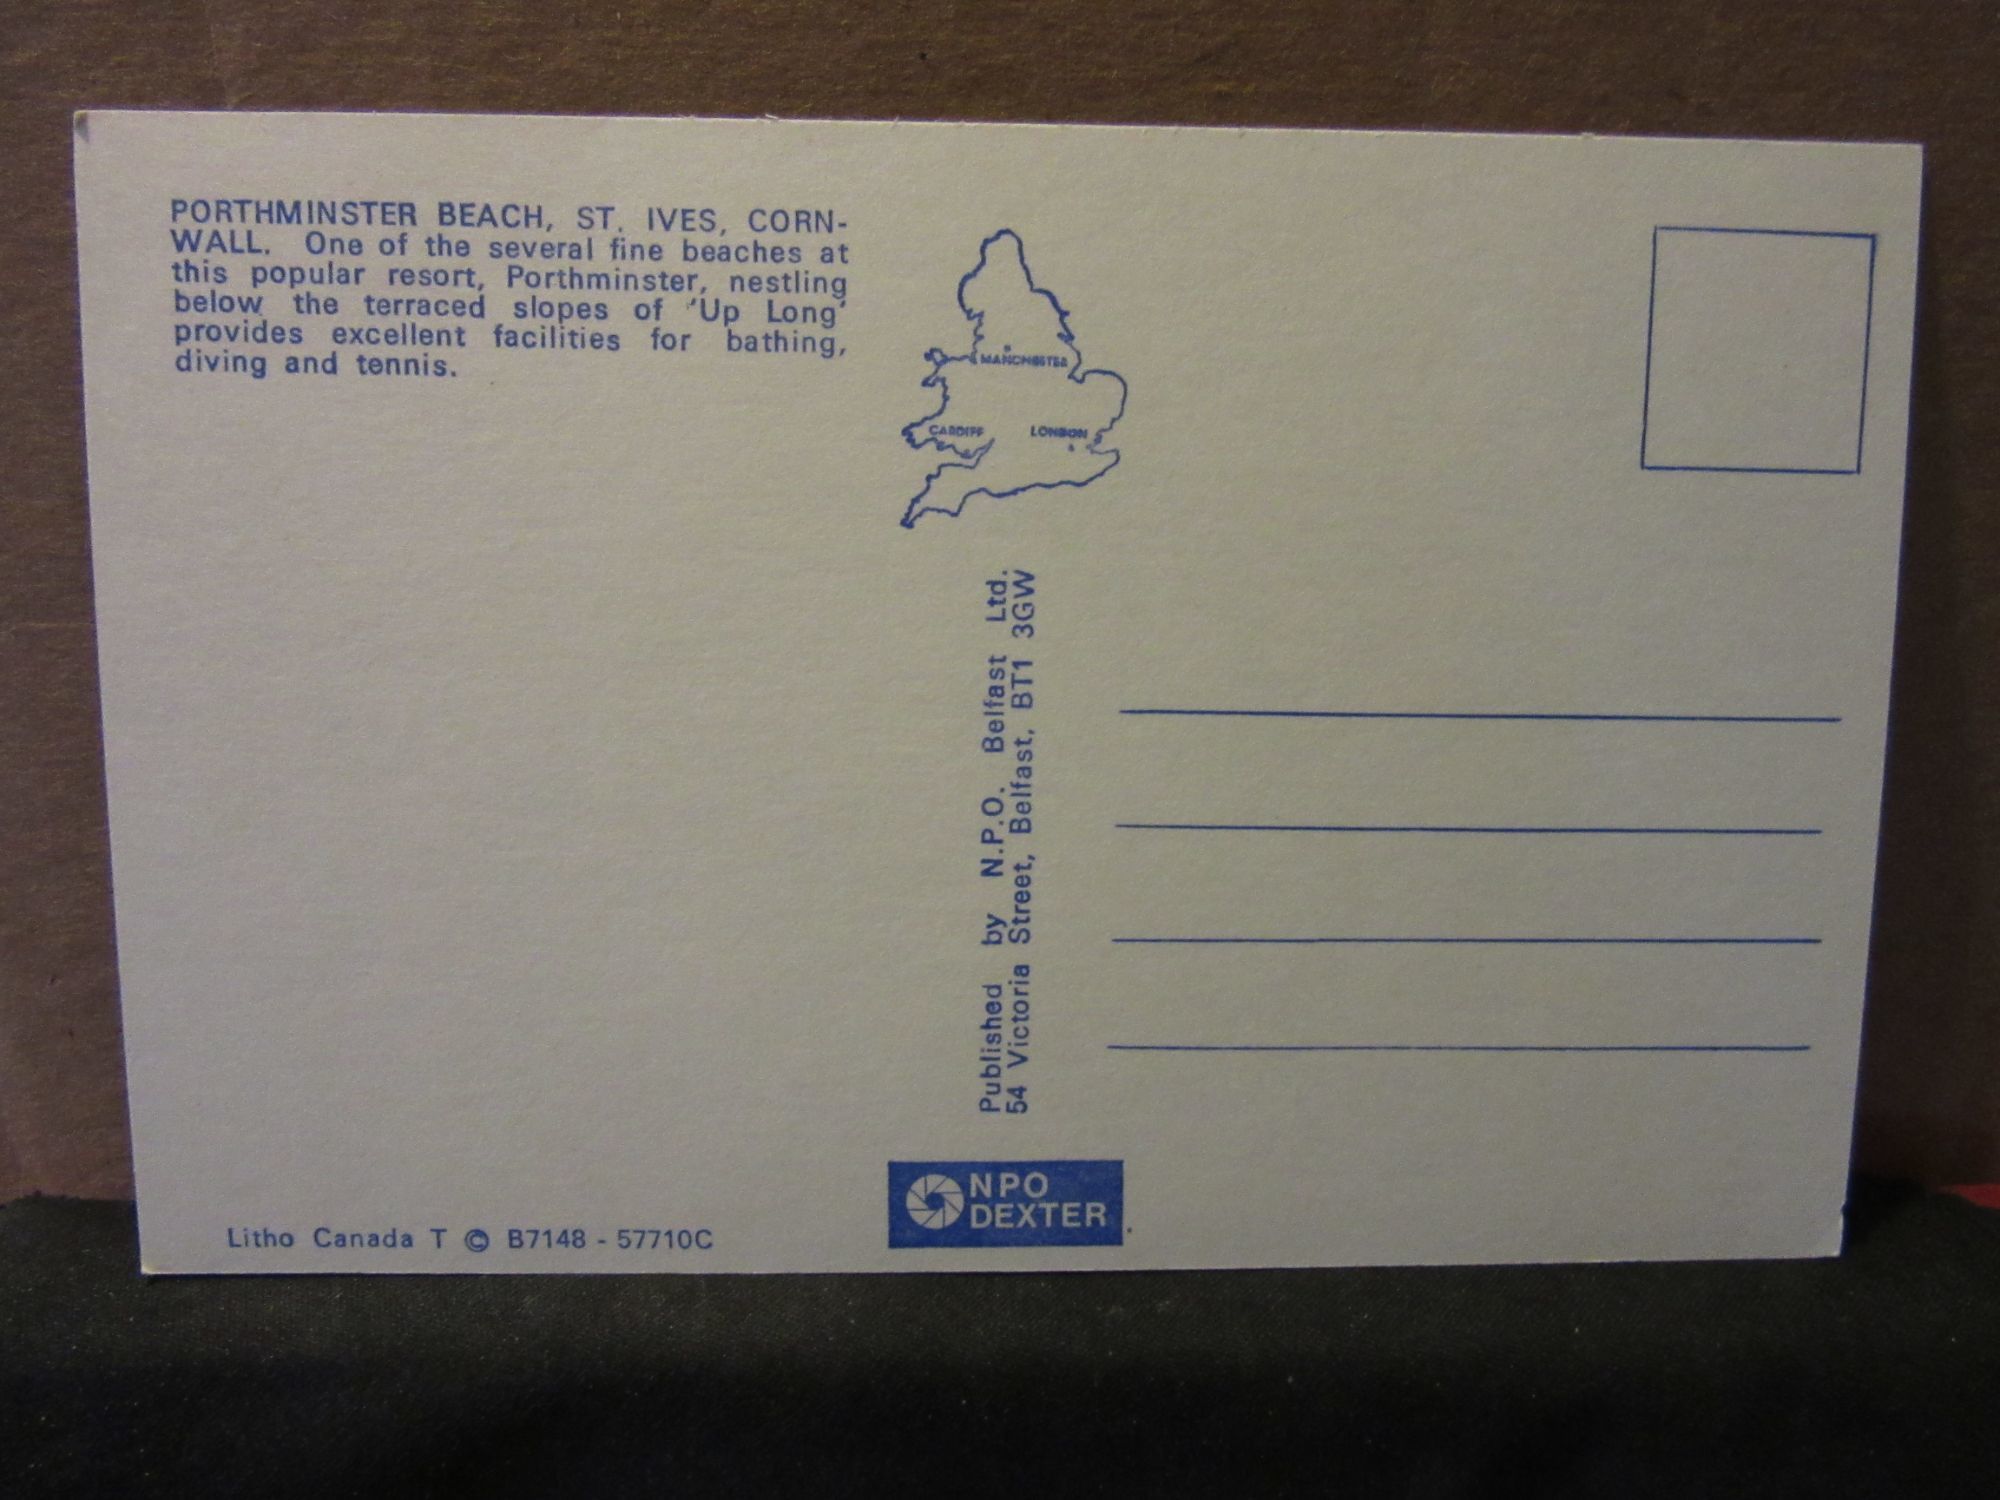 PORTHMINSTER BEACH, ST. IVES, CORN-
WALL. One of the several fine beaches at
this popular resort, Porthminster, nestling
below the terraced slopes of 'Up Long'
provides excellent facilities for bathing,
diving and tennis.
MANCHESTER
CARDIFF
LONDON
Published by N.P.O. Belfast Ltd.
54 Victoria Street, Belfast, BT1 3GW
NPO
DEXTER
Litho Canada T © B7148 - 57710C